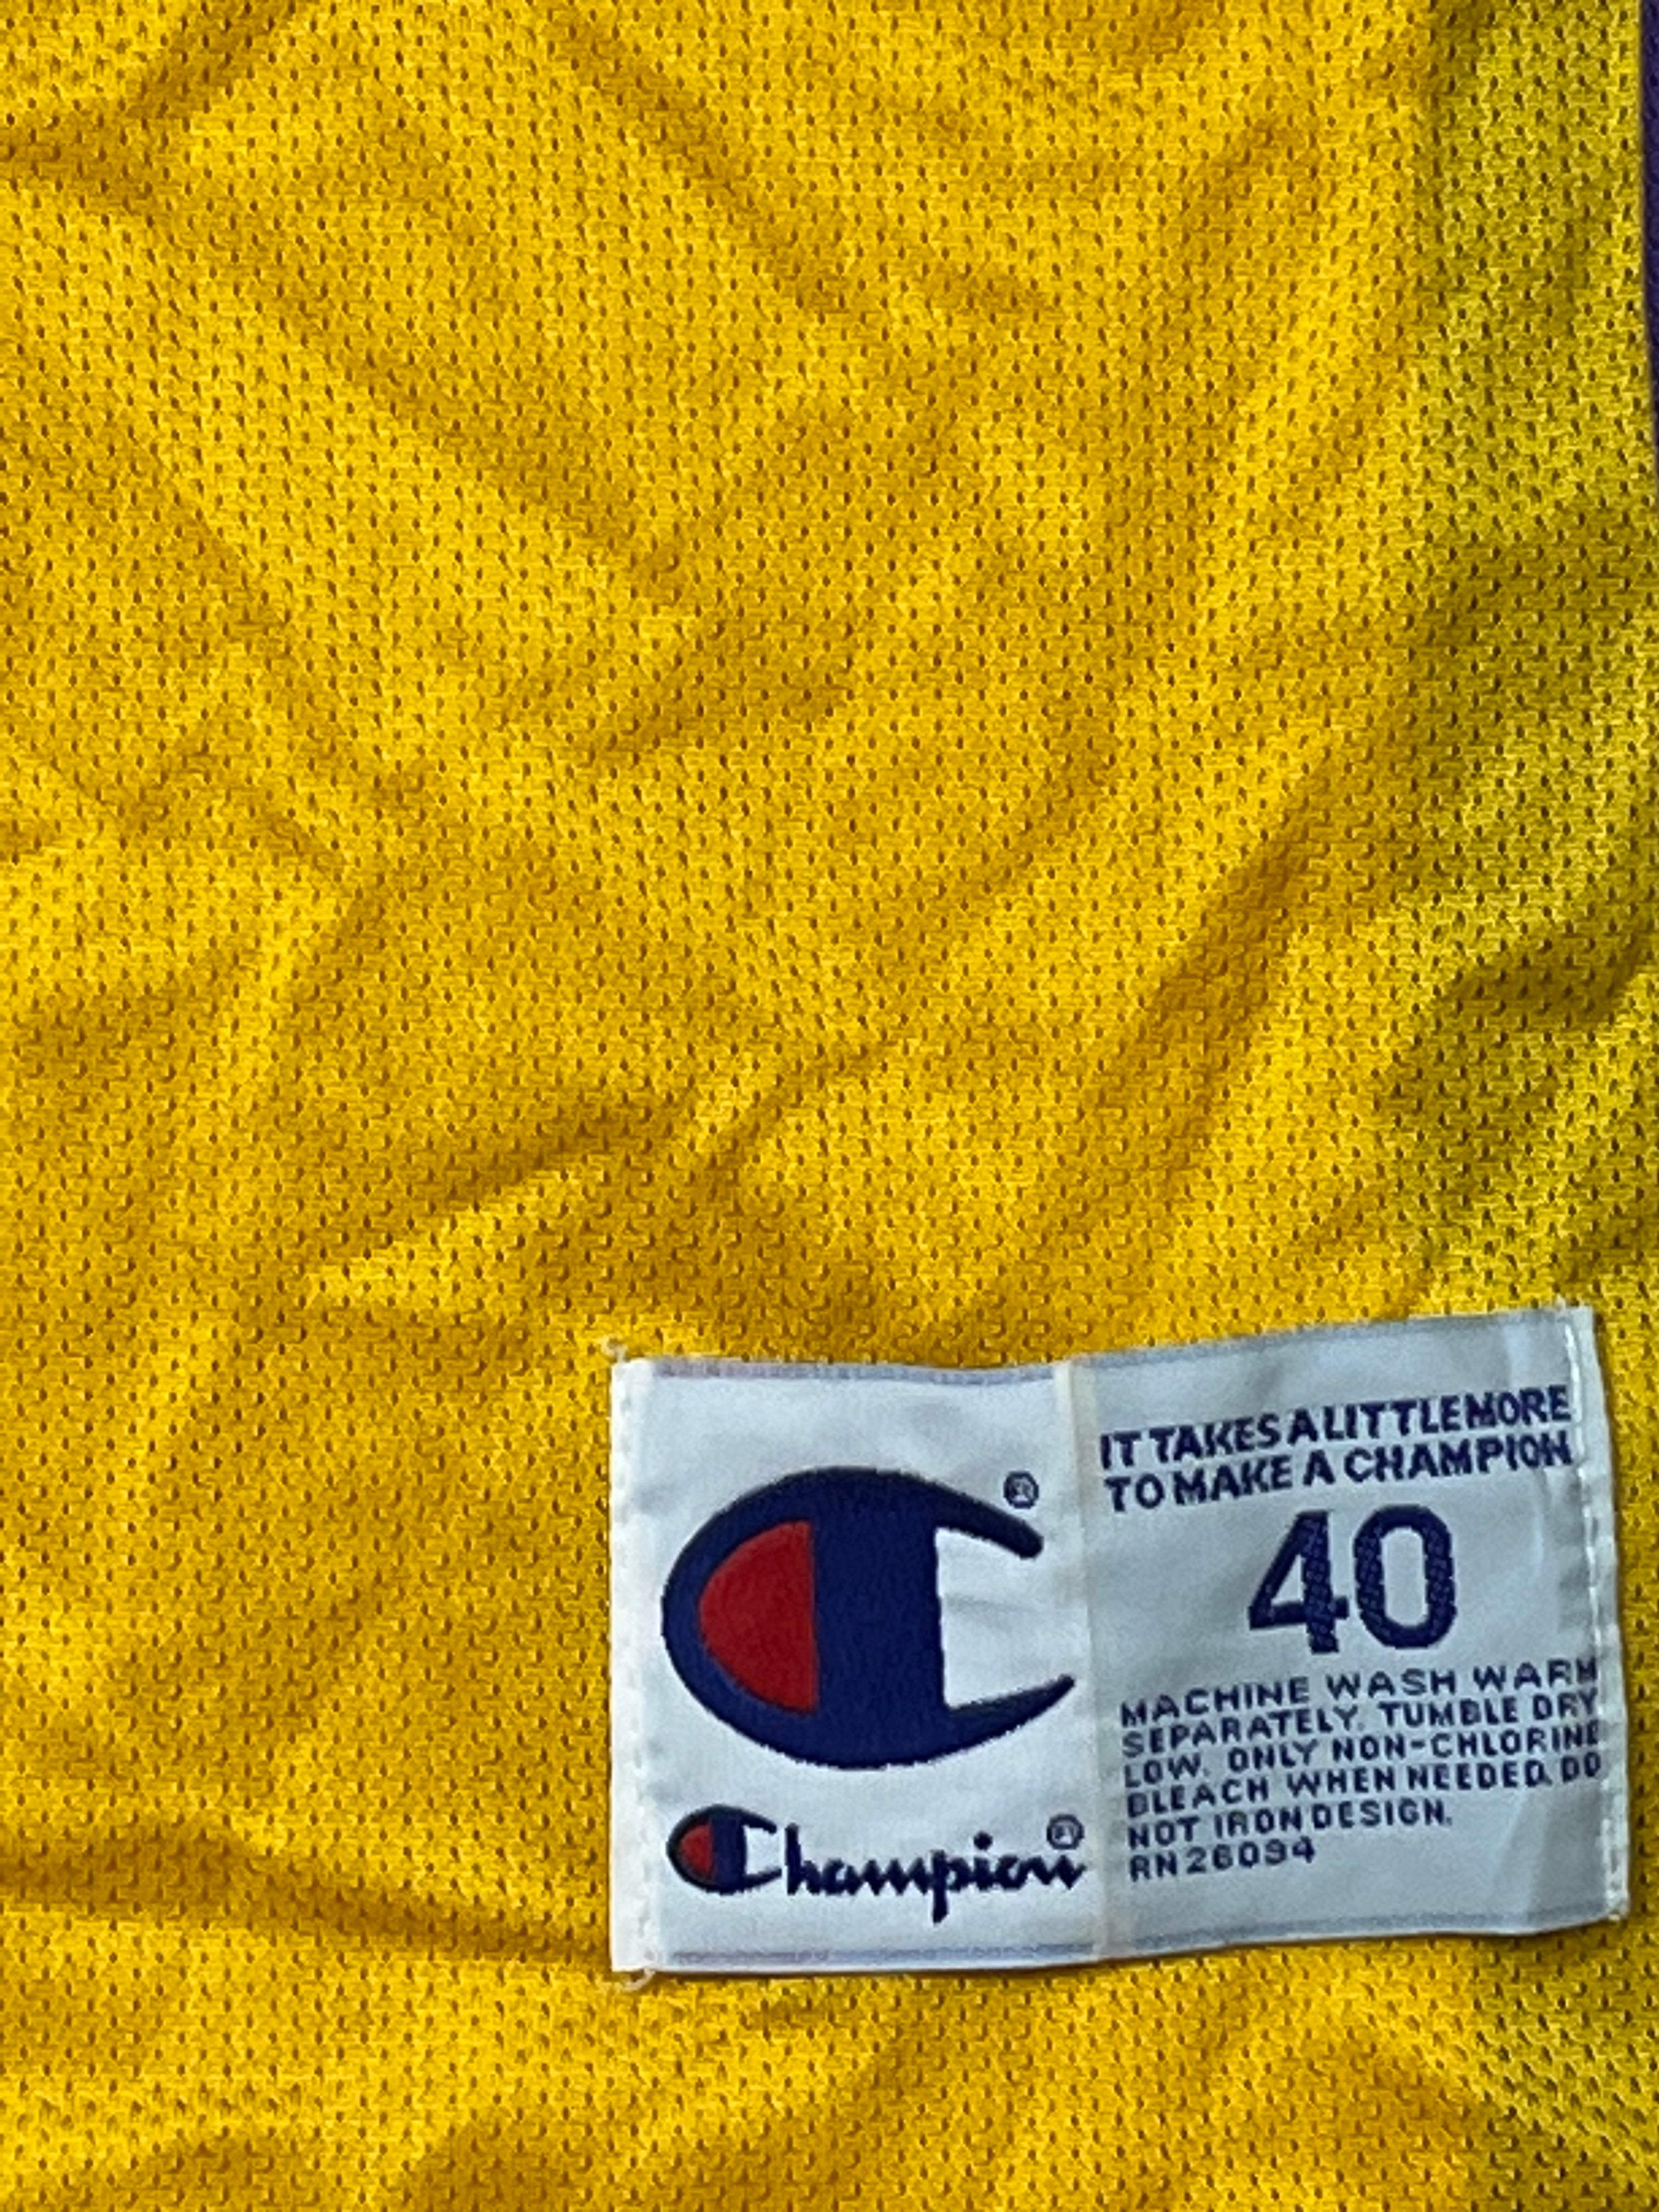 ®
Champion®
IT TAKES A LITTLE MORE
TO MAKE A CHAMPION
40
MACHINE WASH WARM
SEPARATELY. TUMBLE DRY
LOW. ONLY NON-CHLORINE
BLEACH WHEN NEEDED. DO
NOT IRON DESIGN.
RN 26094